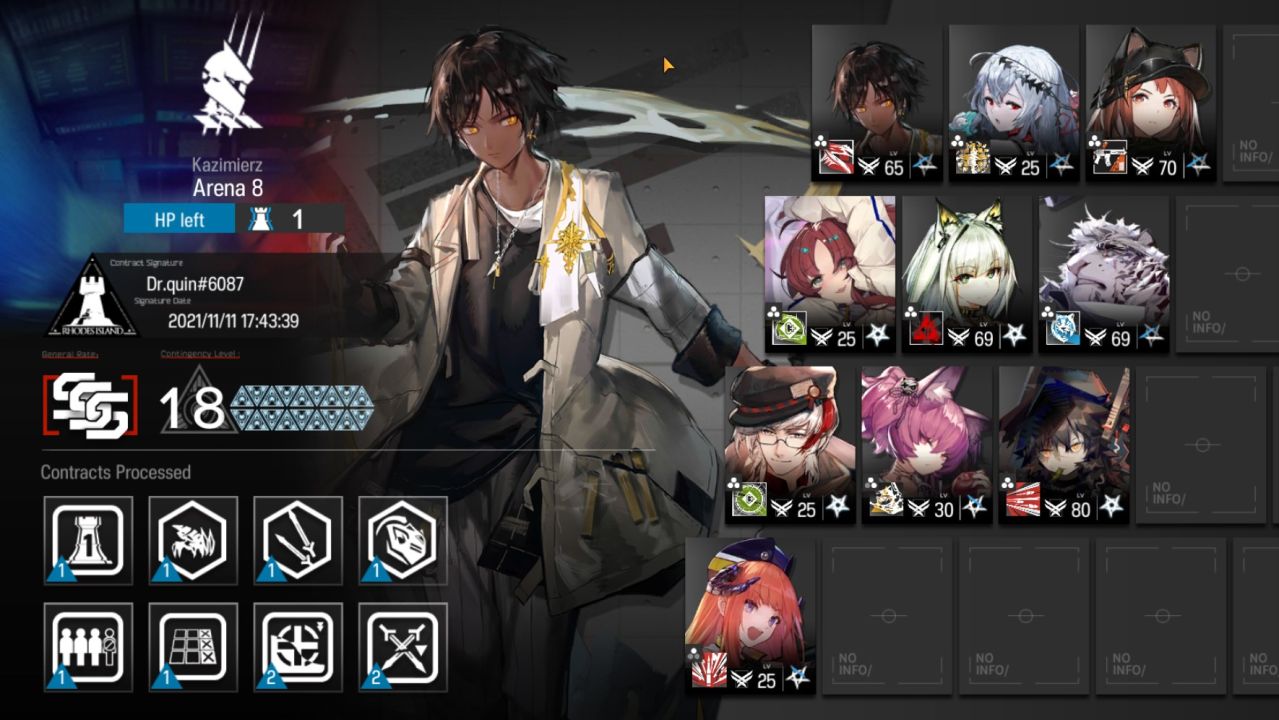 Kazimierz
Arena 8
HP left 1
Contract Signature
Dr.quin#6087
Signature Date
2021/11/11 17:43:39
RHODES ISLAND
General Rate:
Contingency Level:
18
Contracts Processed
1
1
1
1
1
1
1
2
2
LV
65
LV
25
LV
70
NO
INFO/
LV
25
LV
69
LV
69
NO
INFO/
LV
25
LV
30
LV
80
NO
INFO/
LV
25
NO
INFO/
NO
INFO/
NO
INFO/
NO
INFO/